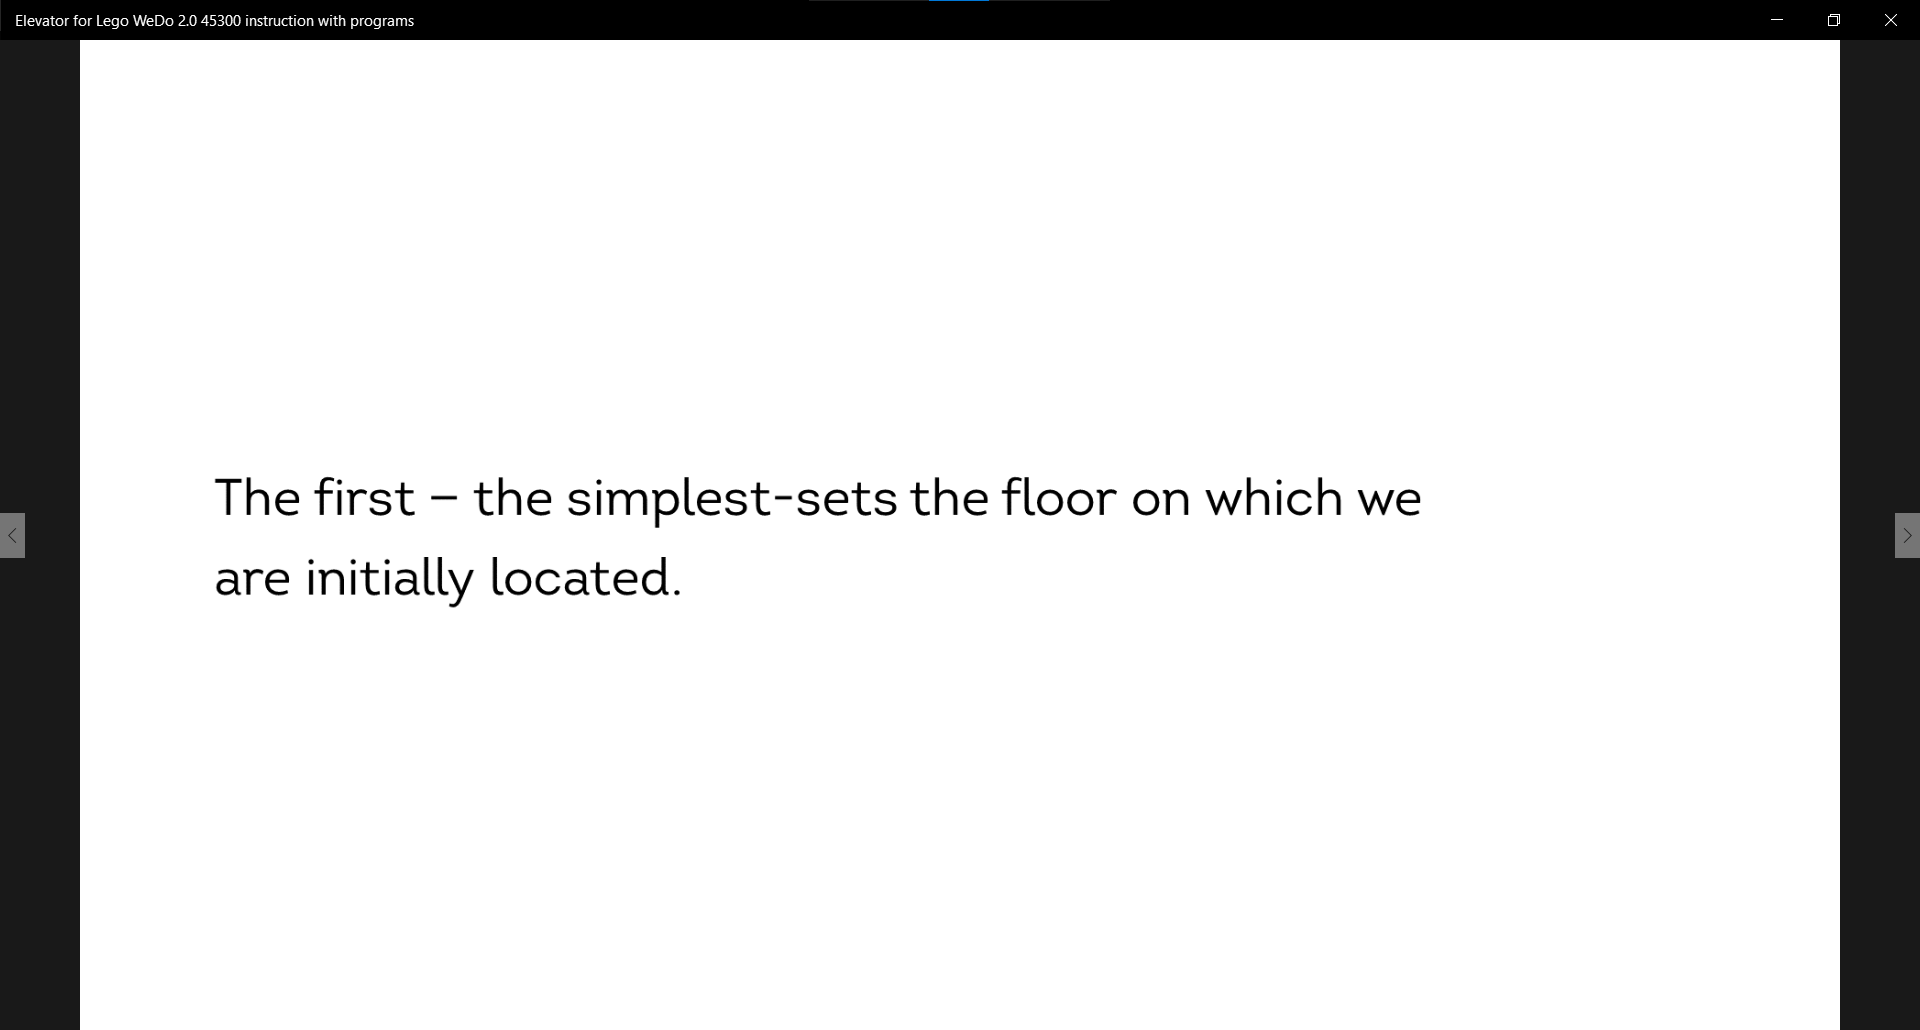 Elevator for Lego WeDo 2.0 45300 instruction with programs
The first – the simplest-sets the floor on which we
are initially located.